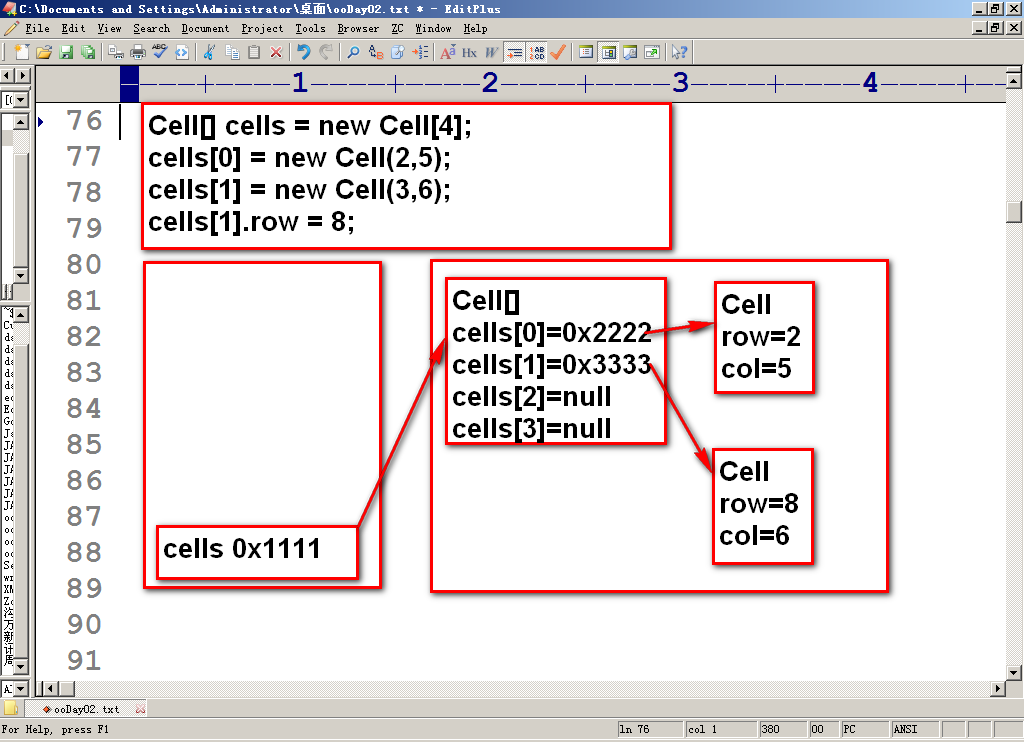 C:\Documents and Settings\Administrator\桌面\ooDay02.txt * - EditPlus
File Edit View Search Document Project Tools Browser ZC Window Help
1 2 3 4
76
77
78
79
80
81
82
83
84
85
86
87
88
89
90
91
Cell[] cells = new Cell[4];
cells[0] = new Cell(2,5);
cells[1] = new Cell(3,6);
cells[1].row = 8;
cells 0x1111
Cell[]
cells[0]=0x2222
cells[1]=0x3333
cells[2]=null
cells[3]=null
Cell
row=2
col=5
Cell
row=8
col=6
ooDay02.txt
For Help, press F1 ln 76 col 1 380 00 PC ANSI